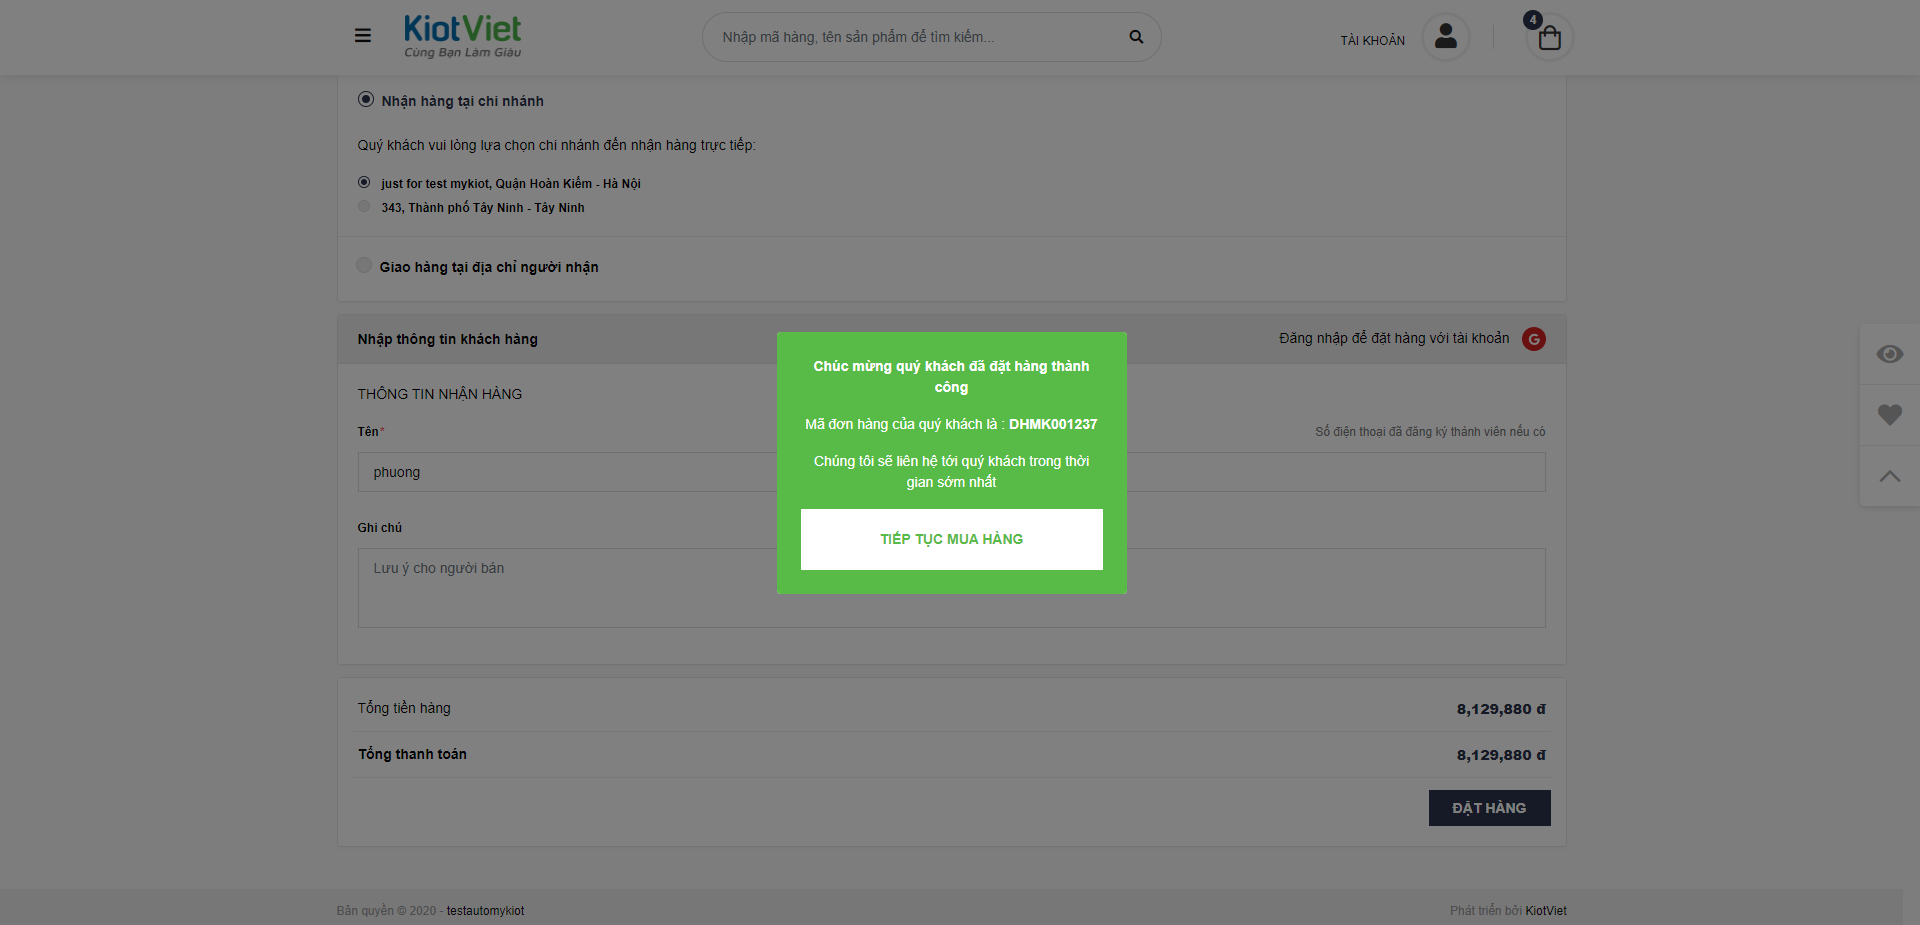 KiotViet
Cùng Bạn Làm Giàu
Nhập mã hàng, tên sản phẩm để tìm kiếm...
TÀI KHOẢN
4
Nhận hàng tại chi nhánh
Quý khách vui lòng lựa chọn chi nhánh đến nhận hàng trực tiếp:
just for test mykiot, Quận Hoàn Kiếm - Hà Nội
343, Thành phố Tây Ninh - Tây Ninh
Giao hàng tại địa chỉ người nhận
Nhập thông tin khách hàng
Đăng nhập để đặt hàng với tài khoản
G
THÔNG TIN NHẬN HÀNG
Tên*
Số điện thoại đã đăng ký thành viên nếu có
phuong
Ghi chú
Lưu ý cho người bán
Chúc mừng quý khách đã đặt hàng thành
công
Mã đơn hàng của quý khách là : DHMK001237
Chúng tôi sẽ liên hệ tới quý khách trong thời
gian sớm nhất
TIẾP TỤC MUA HÀNG
Tổng tiền hàng
8,129,880 đ
Tổng thanh toán
8,129,880 đ
ĐẶT HÀNG
Bản quyền © 2020 - testautomykiot
Phát triển bởi KiotViet